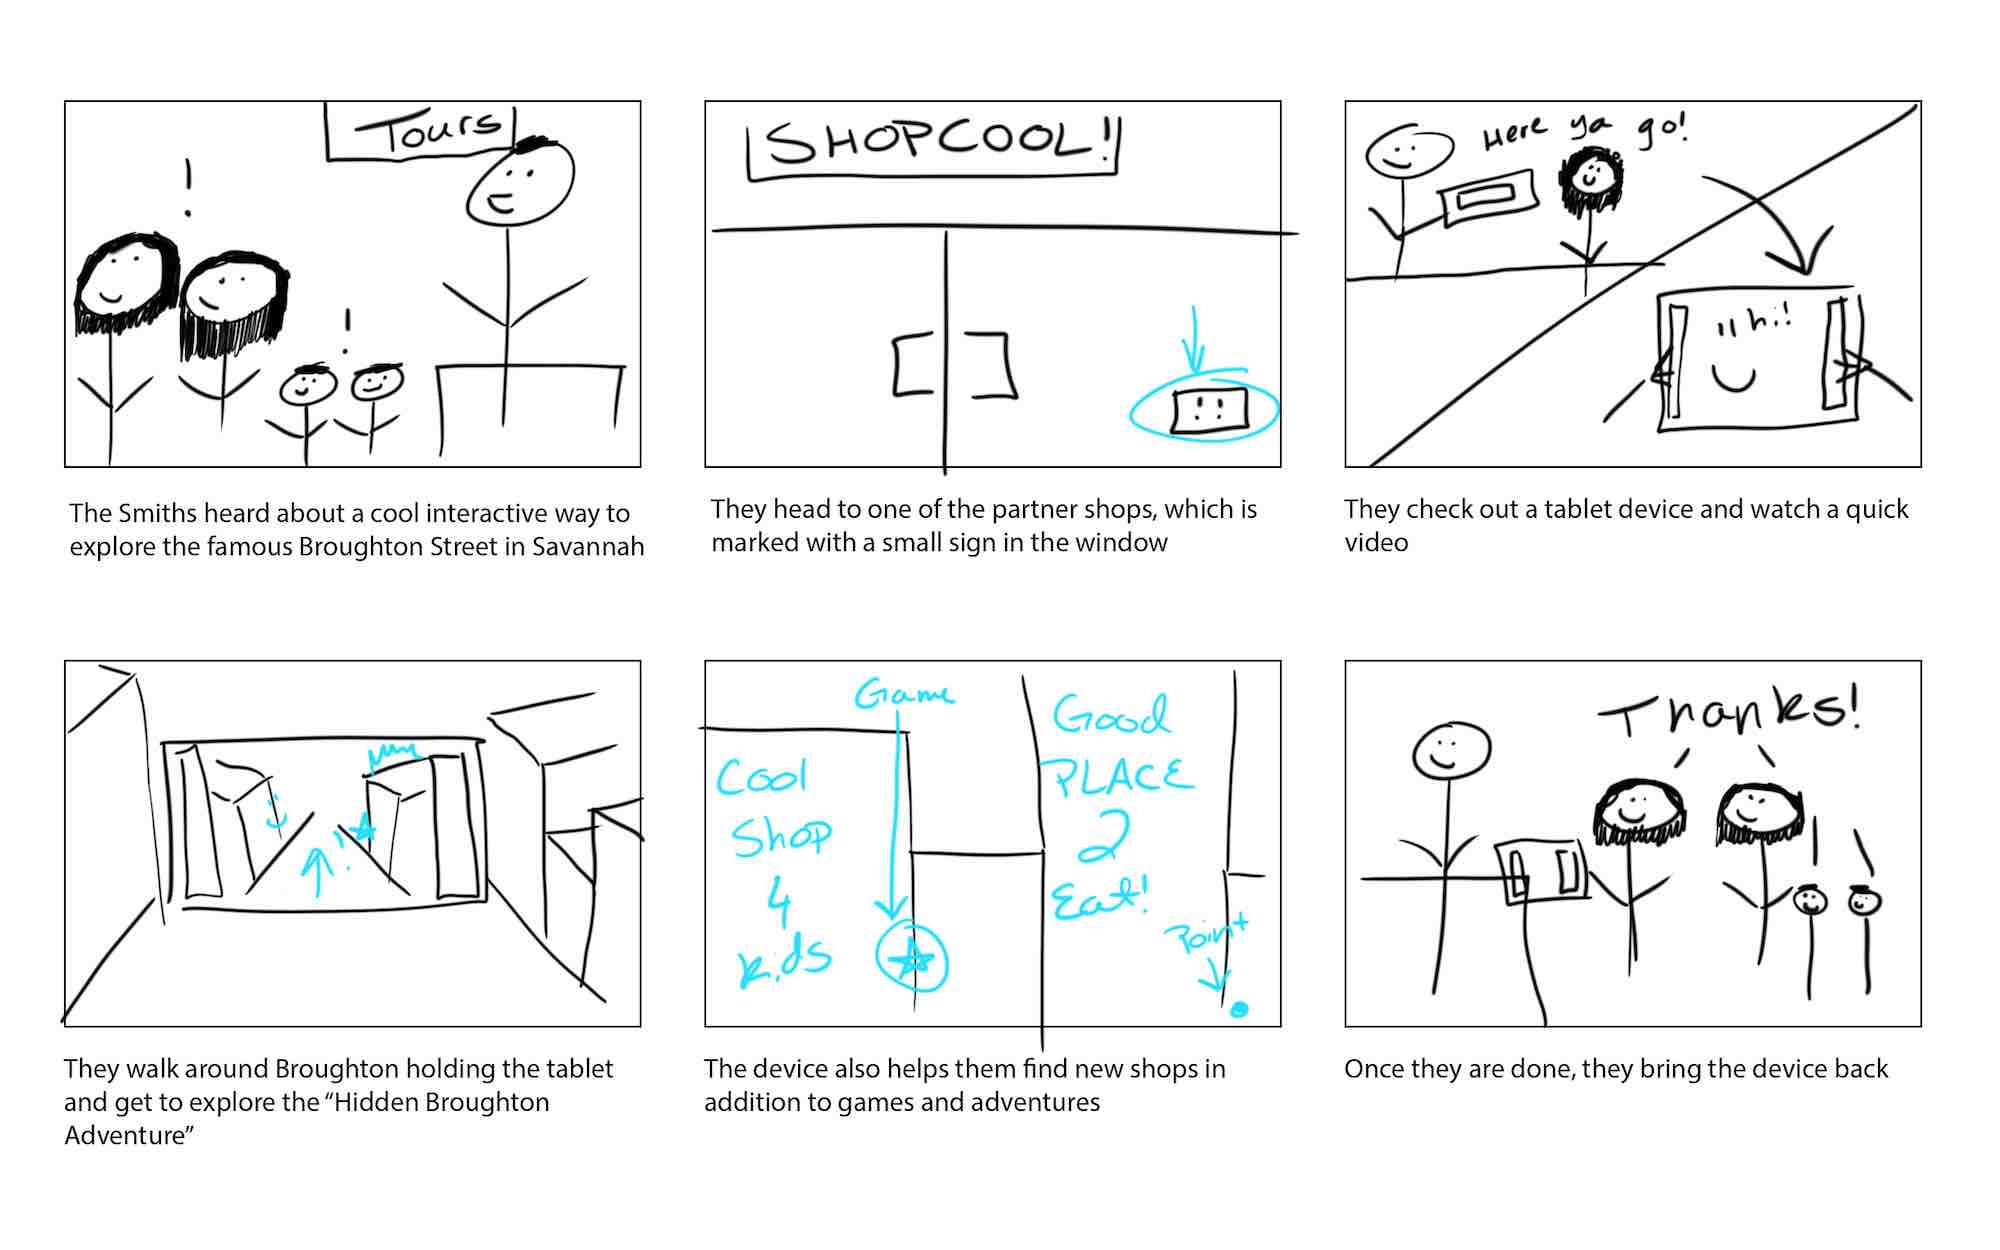 Tours
!
!
The Smiths heard about a cool interactive way to
explore the famous Broughton Street in Savannah
SHOPCOOL!
!!
They head to one of the partner shops, which is
marked with a small sign in the window
Here ya go!
hi!
They check out a tablet device and watch a quick
video
They walk around Broughton holding the tablet
and get to explore the “Hidden Broughton
Adventure”
Game
Cool
Shop
4
kids
Good
PLACE
2
Eat!
Point
The device also helps them find new shops in
addition to games and adventures
Thanks!
Once they are done, they bring the device back